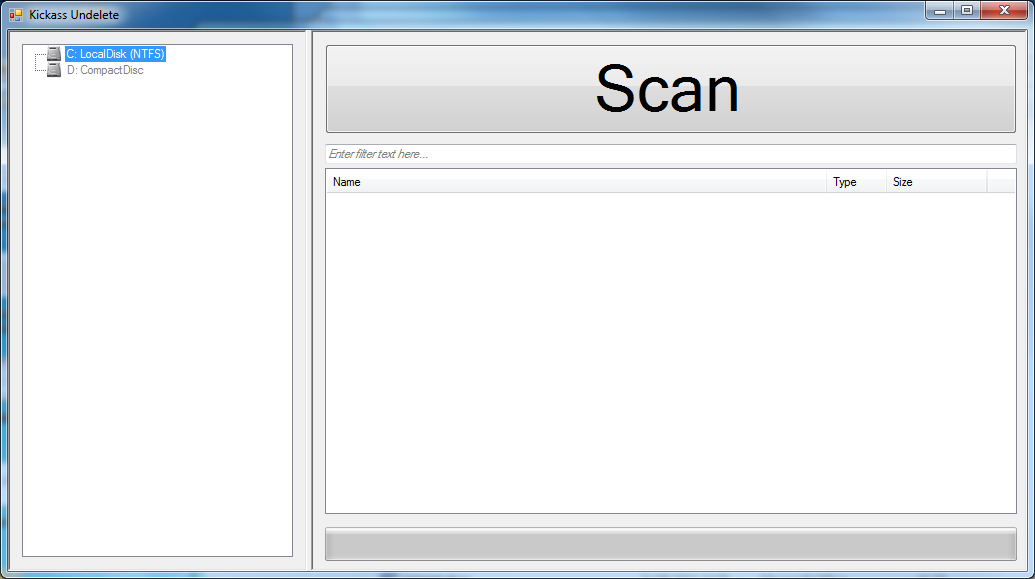 Kickass Undelete
C: LocalDisk (NTFS)
D: CompactDisc
Scan
Enter filter text here...
Name Type Size